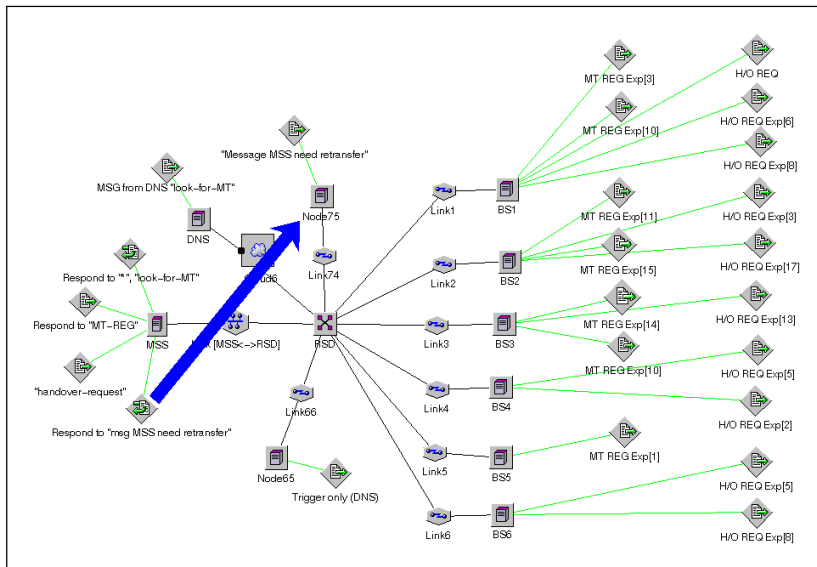 MT REG Exp[3]
H/O REQ
MT REG Exp[10]
H/O REQ Exp[6]
"Message MSS need retransfer"
H/O REQ Exp[8]
MSG from DNS "look-for-MT"
Node75
Link1
BS1
MT REG Exp[11]
H/O REQ Exp[3]
DNS
Link74
Respond to "*", "look-for-MT"
Link2
BS2
MT REG Exp[15]
H/O REQ Exp[17]
Respond to "MT-REG"
MSS
[MSS<->RSD]
RSD
Link3
BS3
MT REG Exp[14]
H/O REQ Exp[13]
"handover-request"
Link66
Link4
BS4
MT REG Exp[10]
H/O REQ Exp[5]
Respond to "msg MSS need retransfer"
H/O REQ Exp[2]
Node65
Link5
BS5
MT REG Exp[1]
Trigger only (DNS)
H/O REQ Exp[5]
Link6
BS6
H/O REQ Exp[8]